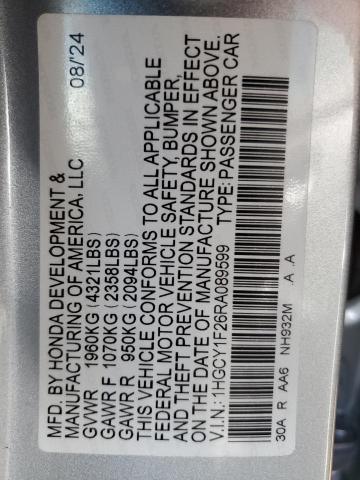 MFD. BY HONDA DEVELOPMENT & 08/24
MANUFACTURING OF AMERICA, LLC
GVWR 1960KG (4321LBS)
GAWR F 1070KG (2358LBS)
GAWR R 950KG (2094LBS)
THIS VEHICLE CONFORMS TO ALL APPLICABLE
FEDERAL MOTOR VEHICLE SAFETY, BUMPER,
AND THEFT PREVENTION STANDARDS IN EFFECT
ON THE DATE OF MANUFACTURE SHOWN ABOVE.
V.I.N.: 1HGCY1F26RA089599 TYPE: PASSENGER CAR
30A R AA6 NH932M A .A